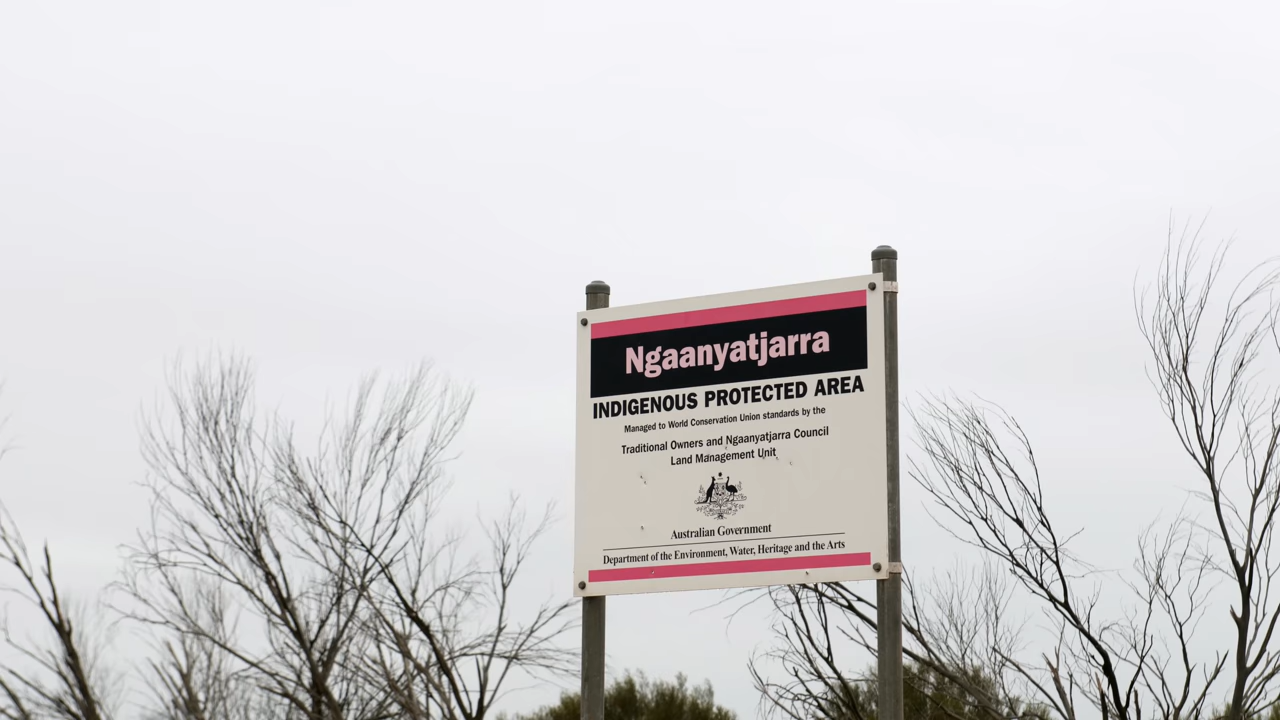 Ngaanyatjarra
INDIGENOUS PROTECTED AREA
Managed to World Conservation Union standards by the
Traditional Owners and Ngaanyatjarra Council
Land Management Unit
Australian Government
Department of the Environment, Water, Heritage and the Arts